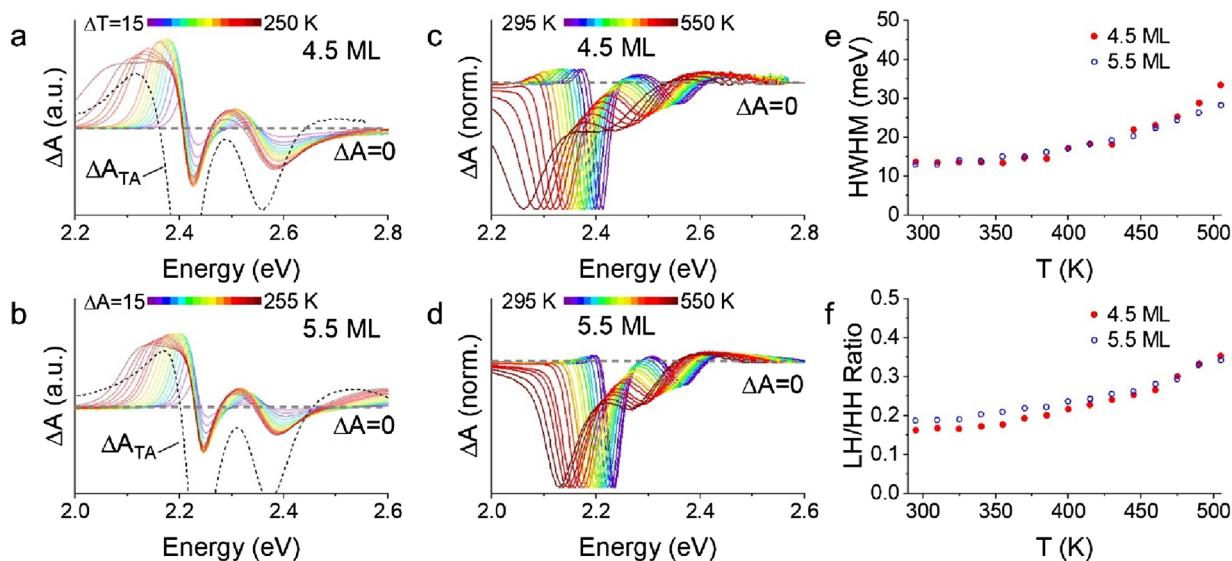 a
ΔT=15 250 K
4.5 ML
ΔA (a.u.)
ΔA=0
ΔATA
2.2 2.4 2.6 2.8
Energy (eV)
b
ΔA=15 255 K
5.5 ML
ΔA (a.u.)
ΔA=0
ΔATA
2.0 2.2 2.4 2.6
Energy (eV)
c
295 K 550 K
4.5 ML
ΔA (norm.)
ΔA=0
2.2 2.4 2.6 2.8
Energy (eV)
d
295 K 550 K
5.5 ML
ΔA (norm.)
ΔA=0
2.0 2.2 2.4 2.6
Energy (eV)
e
4.5 ML
5.5 ML
HWHM (meV)
50
40
30
20
10
0
300 350 400 450 500
T (K)
f
4.5 ML
5.5 ML
LH/HH Ratio
0.5
0.4
0.3
0.2
0.1
0.0
300 350 400 450 500
T (K)